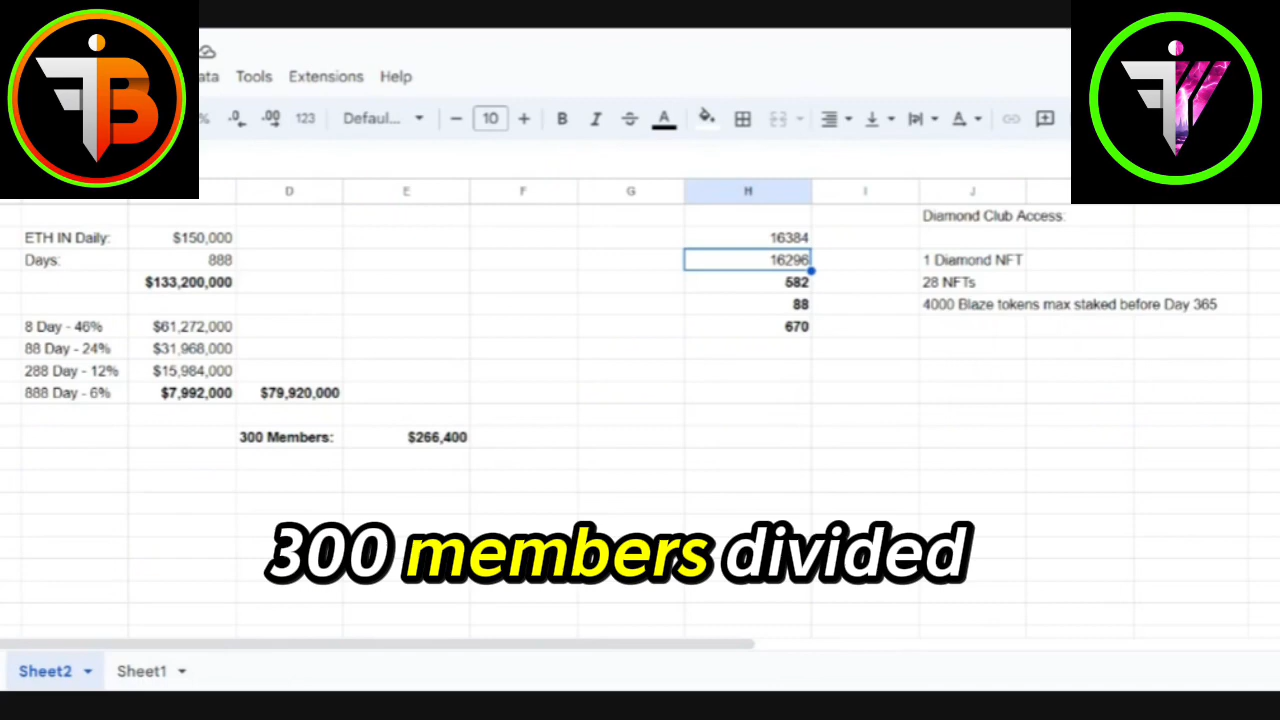 ata Tools Extensions Help
% .0 .00 123 Defaul... 10 B I A
D E F G H I J
Diamond Club Access:
ETH IN Daily: $150,000 16384
Days: 888 16296 1 Diamond NFT
$133,200,000 582 28 NFTs
88 4000 Blaze tokens max staked before Day 365
8 Day - 46% $61,272,000 670
88 Day - 24% $31,968,000
288 Day - 12% $15,984,000
888 Day - 6% $7,992,000 $79,920,000
300 Members: $266,400
300 members divided
Sheet2 Sheet1